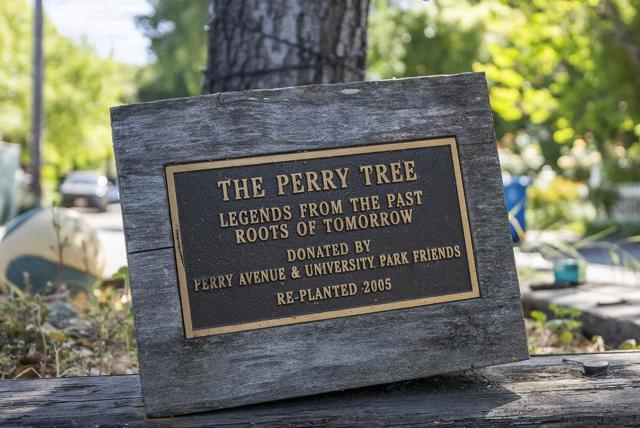 THE PERRY TREE
LEGENDS FROM THE PAST
ROOTS OF TOMORROW
DONATED BY
PERRY AVENUE & UNIVERSITY PARK FRIENDS
RE-PLANTED 2005